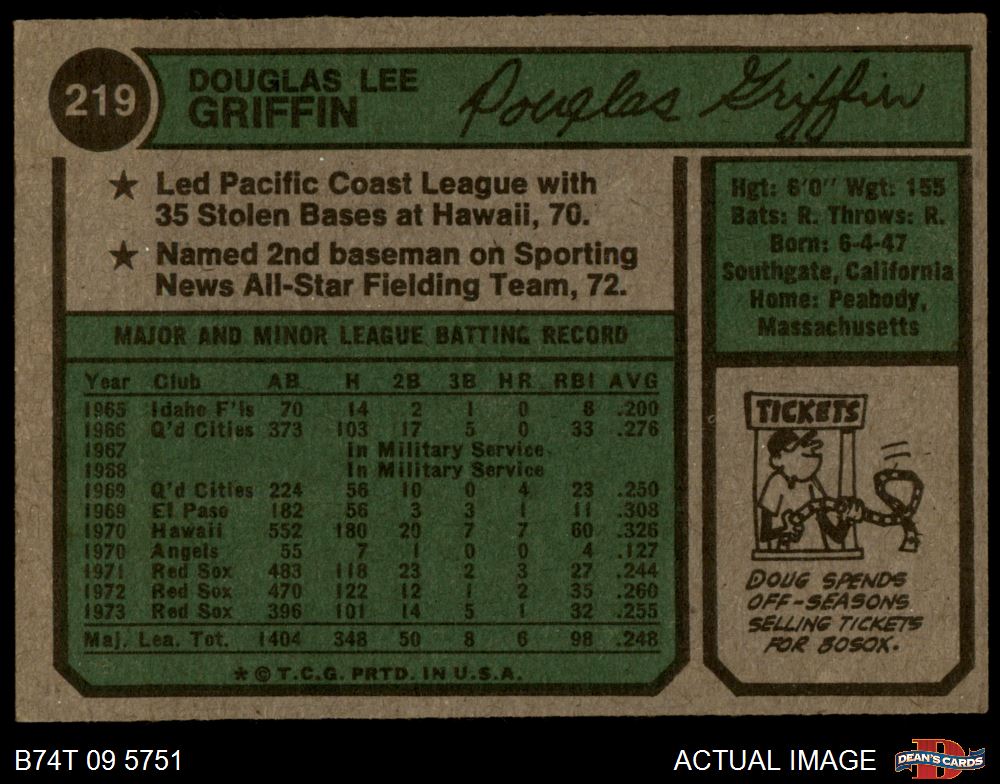 219
DOUGLAS LEE
GRIFFIN
Douglas Griffin
★ Led Pacific Coast League with
35 Stolen Bases at Hawaii, 70.
★ Named 2nd baseman on Sporting
News All-Star Fielding Team, 72.
Hgt: 6'0" Wgt: 155
Bats: R. Throws: R.
Born: 6-4-47
Southgate, California
Home: Peabody,
Massachusetts
MAJOR AND MINOR LEAGUE BATTING RECORD
Year Club AB H 2B 3B HR RBI AVG
1965 Idaho F'ls 70 14 2 1 0 8 .200
1966 Q'd Cities 373 103 17 5 0 33 .276
1967 In Military Service
1968 In Military Service
1969 Q'd Cities 224 56 10 0 4 23 .250
1969 El Paso 182 56 3 3 1 11 .308
1970 Hawaii 552 180 20 7 7 60 .326
1970 Angels 55 7 1 0 0 4 .127
1971 Red Sox 483 118 23 2 3 27 .244
1972 Red Sox 470 122 12 1 2 35 .260
1973 Red Sox 396 101 14 5 1 32 .255
Maj. Lea. Tot. 1404 348 50 8 6 98 .248
* © T.C.G. PRTD. IN U.S.A.
TICKETS
DOUG SPENDS
OFF-SEASONS
SELLING TICKETS
FOR BOSOX.
B74T 09 5751
ACTUAL IMAGE
D
DEAN'S CARDS